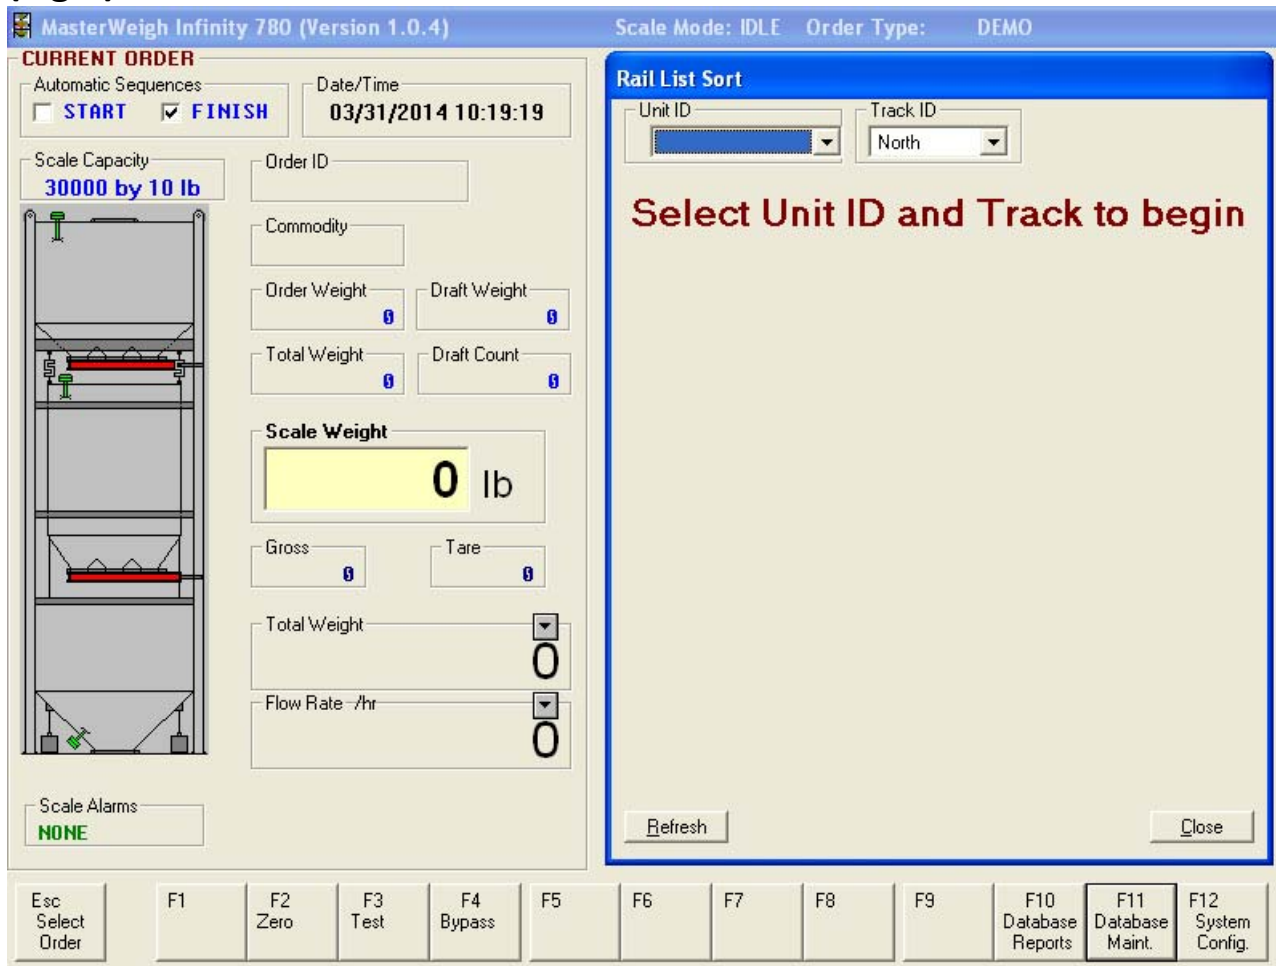 MasterWeigh Infinity 780 (Version 1.0.4) Scale Mode: IDLE Order Type: DEMO
CURRENT ORDER
Automatic Sequences
START FINISH
Date/Time
03/31/2014 10:19:19
Scale Capacity
30000 by 10 lb
Order ID
Commodity
Order Weight
0
Draft Weight
0
Total Weight
0
Draft Count
0
Scale Weight
0 lb
Gross
0
Tare
0
Total Weight
0
Flow Rate /hr
0
Scale Alarms
NONE
Rail List Sort
Unit ID
Track ID
North
Select Unit ID and Track to begin
Refresh
Close
Esc
Select
Order
F1
F2
Zero
F3
Test
F4
Bypass
F5
F6
F7
F8
F9
F10
Database
Reports
F11
Database
Maint.
F12
System
Config.